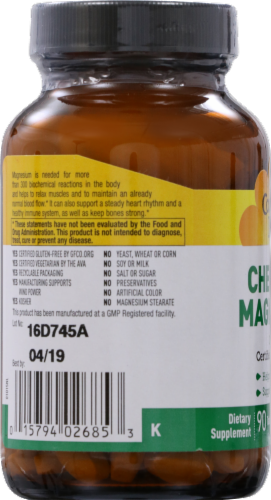 Magnesium is needed for more
than 300 biochemical reactions in the body
and helps to relax muscles and to maintain an already
normal blood flow.* It can also support a steady heart rhythm and a
healthy immune system, as well as keep bones strong.*
* These statements have not been evaluated by the Food and
Drug Administration. This product is not intended to diagnose,
treat, cure or prevent any disease.
YES CERTIFIED GLUTEN-FREE BY GFCO.ORG NO YEAST, WHEAT OR CORN
YES CERTIFIED VEGETARIAN BY THE AVA NO SOY OR MILK
YES RECYCLABLE PACKAGING NO SALT OR SUGAR
YES MANUFACTURING SUPPORTS NO PRESERVATIVES
WIND POWER NO ARTIFICIAL COLOR
YES KOSHER NO MAGNESIUM STEARATE
This product has been manufactured at a GMP Registered facility.
Lot No:
16D745A
04/19
Best by:
0 15794 02685 3
K
CHE
MAG
Certi
Dietary
Supplement
90